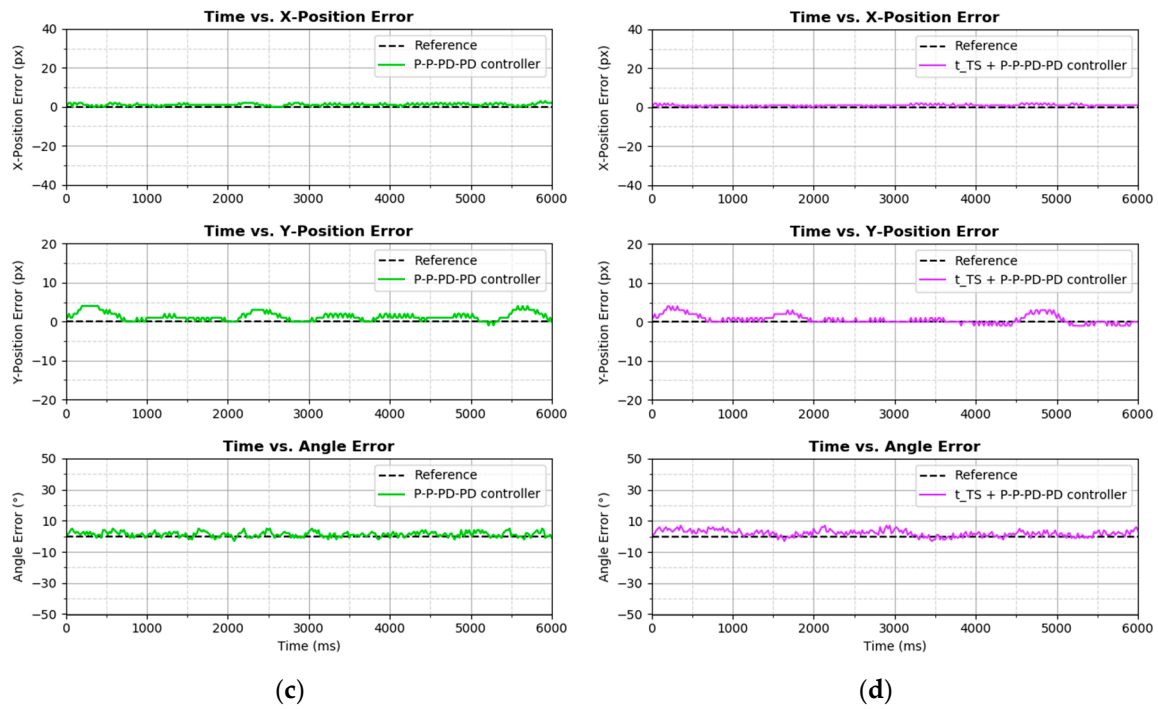 Time vs. X-Position Error
X-Position Error (px)
40
20
0
−20
−40
Reference
P-P-PD-PD controller
0 1000 2000 3000 4000 5000 6000
Time vs. Y-Position Error
Y-Position Error (px)
20
10
0
−10
−20
Reference
P-P-PD-PD controller
0 1000 2000 3000 4000 5000 6000
Time vs. Angle Error
Angle Error (°)
50
30
10
−10
−30
−50
Reference
P-P-PD-PD controller
0 1000 2000 3000 4000 5000 6000
Time (ms)
(c)
Time vs. X-Position Error
X-Position Error (px)
40
20
0
−20
−40
Reference
t_TS + P-P-PD-PD controller
0 1000 2000 3000 4000 5000 6000
Time vs. Y-Position Error
Y-Position Error (px)
20
10
0
−10
−20
Reference
t_TS + P-P-PD-PD controller
0 1000 2000 3000 4000 5000 6000
Time vs. Angle Error
Angle Error (°)
50
30
10
−10
−30
−50
Reference
t_TS + P-P-PD-PD controller
0 1000 2000 3000 4000 5000 6000
Time (ms)
(d)